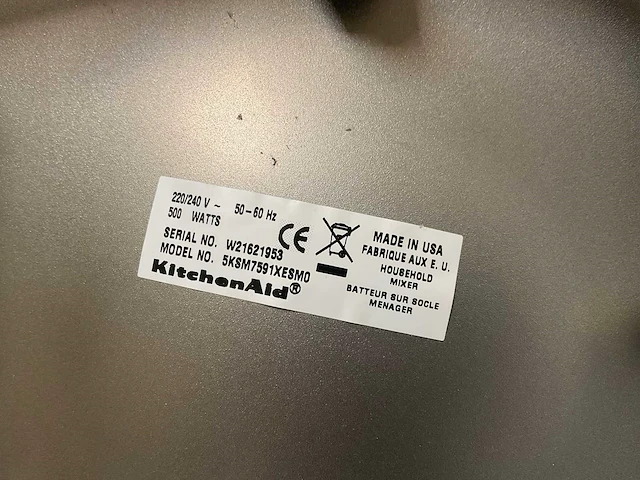 220/240 V ~ 50-60 Hz
500 WATTS
SERIAL NO. W21621953
MODEL NO. 5KSM7591XESM0
KitchenAid®
CE
MADE IN USA
FABRIQUE AUX E. U.
HOUSEHOLD
MIXER
BATTEUR SUR SOCLE
MENAGER